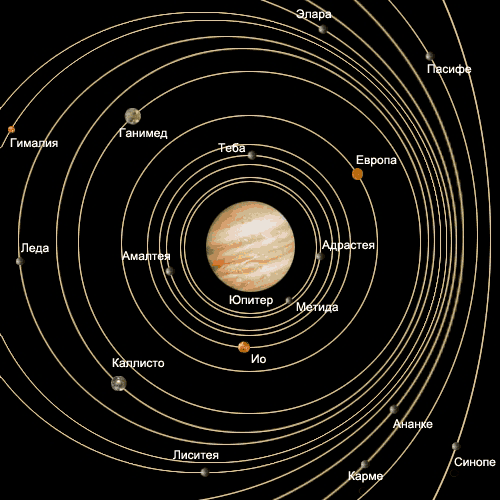 Элара
Пасифе
Ганимед
Гималия
Теба
Европа
Леда
Амалтея
Адрастея
Юпитер
Метида
Ио
Каллисто
Ананке
Лиситея
Синопе
Карме